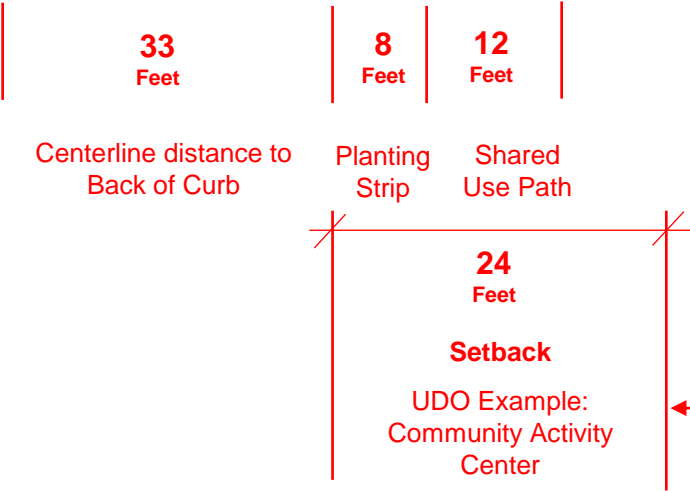 33
Feet
8
Feet
12
Feet
Centerline distance to
Back of Curb
Planting
Strip
Shared
Use Path
24
Feet
Setback
UDO Example:
Community Activity
Center